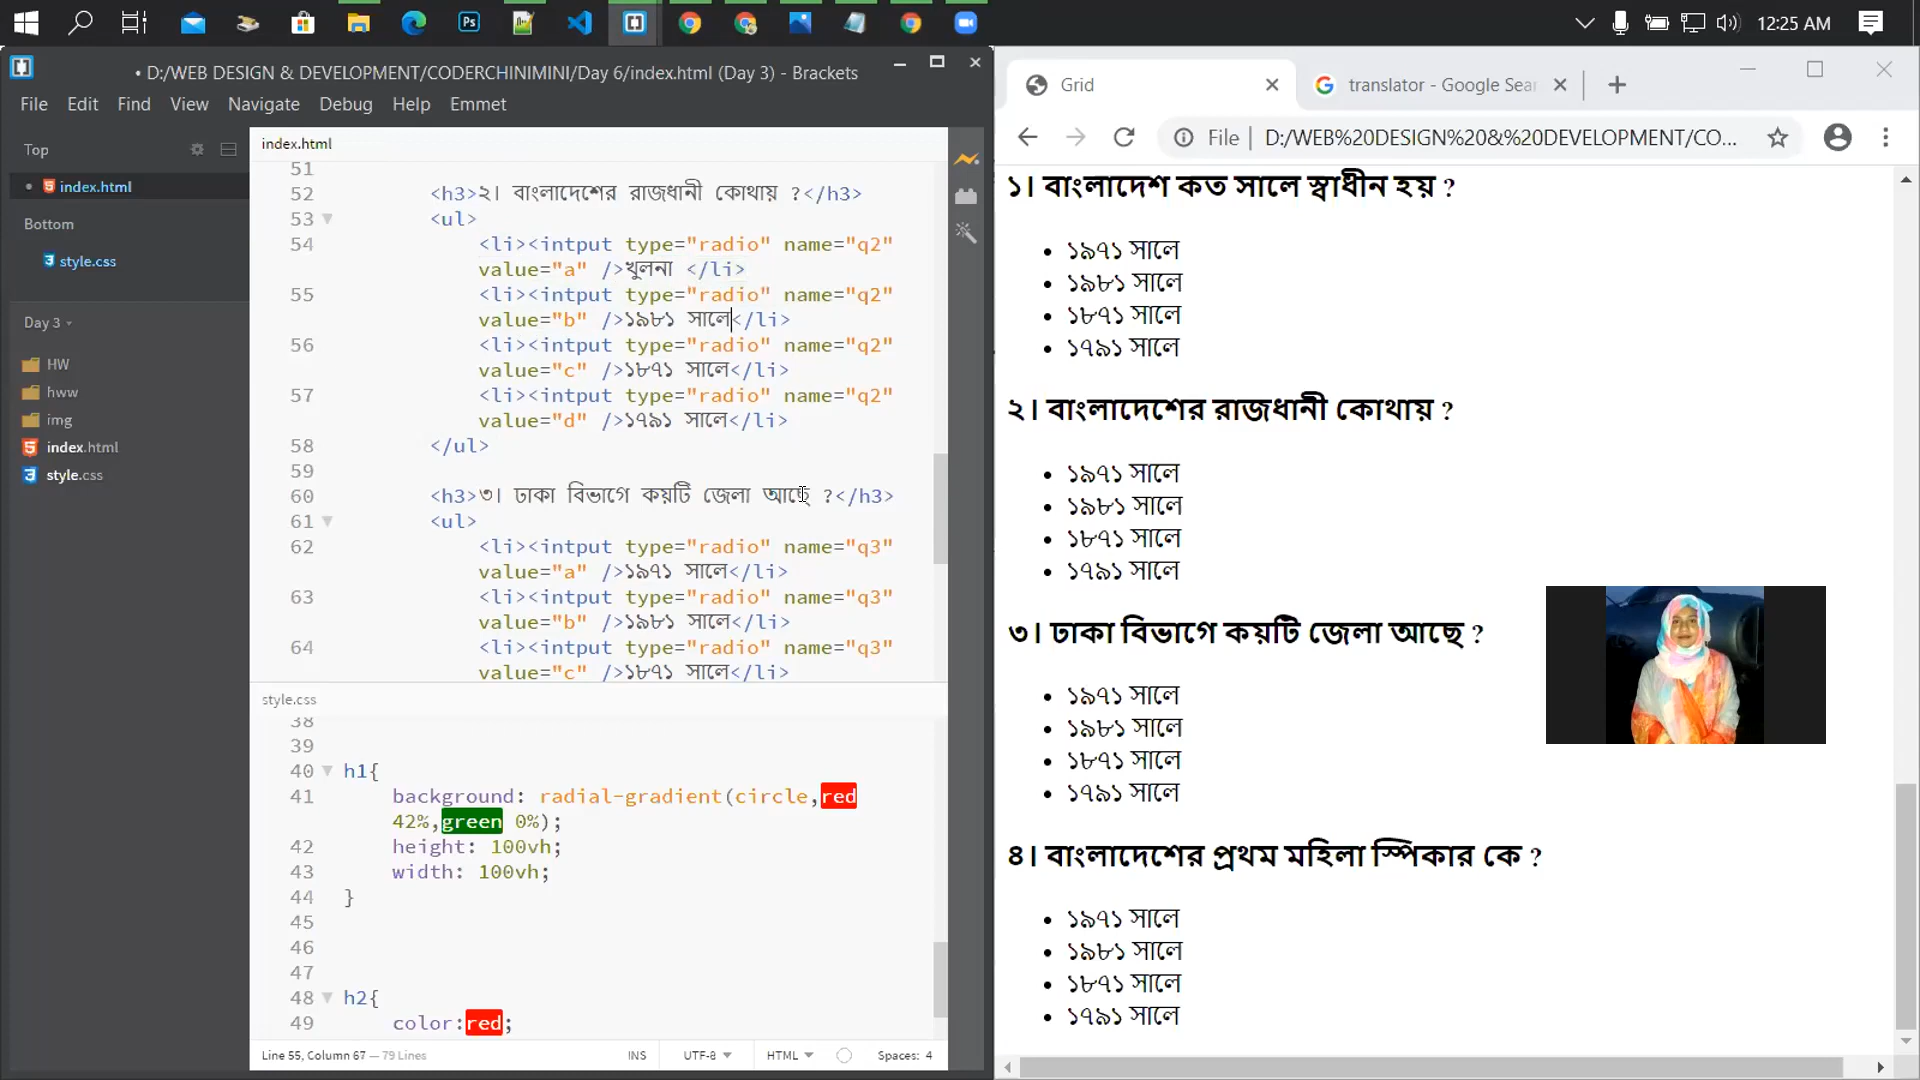 12:25 AM
• D:/WEB DESIGN & DEVELOPMENT/CODERCHINIMINI/Day 6/index.html (Day 3) - Brackets
File Edit Find View Navigate Debug Help Emmet
Top
index.html
Bottom
style.css
Day 3
HW
hww
img
index.html
style.css
index.html
51
52 <h3>২। বাংলাদেশের রাজধানী কোথায় ?</h3>
53 <ul>
54 <li><intput type="radio" name="q2"
value="a" />খুলনা </li>
55 <li><intput type="radio" name="q2"
value="b" />১৯৮১ সালে</li>
56 <li><intput type="radio" name="q2"
value="c" />১৮৭১ সালে</li>
57 <li><intput type="radio" name="q2"
value="d" />১৭৯১ সালে</li>
58 </ul>
59
60 <h3>৩। ঢাকা বিভাগে কয়টি জেলা আছে ?</h3>
61 <ul>
62 <li><intput type="radio" name="q3"
value="a" />১৯৭১ সালে</li>
63 <li><intput type="radio" name="q3"
value="b" />১৯৮১ সালে</li>
64 <li><intput type="radio" name="q3"
value="c" />১৮৭১ সালে</li>
style.css
38
39
40 h1{
41 background: radial-gradient(circle,red
42%,green 0%);
42 height: 100vh;
43 width: 100vh;
44 }
45
46
47
48 h2{
49 color:red;
Line 55, Column 67 — 79 Lines INS UTF-8 HTML Spaces: 4
Grid
translator - Google Sear
File | D:/WEB%20DESIGN%20&%20DEVELOPMENT/CO...
১। বাংলাদেশ কত সালে স্বাধীন হয় ?
• ১৯৭১ সালে
• ১৯৮১ সালে
• ১৮৭১ সালে
• ১৭৯১ সালে
২। বাংলাদেশের রাজধানী কোথায় ?
• ১৯৭১ সালে
• ১৯৮১ সালে
• ১৮৭১ সালে
• ১৭৯১ সালে
৩। ঢাকা বিভাগে কয়টি জেলা আছে ?
• ১৯৭১ সালে
• ১৯৮১ সালে
• ১৮৭১ সালে
• ১৭৯১ সালে
৪। বাংলাদেশের প্রথম মহিলা স্পিকার কে ?
• ১৯৭১ সালে
• ১৯৮১ সালে
• ১৮৭১ সালে
• ১৭৯১ সালে